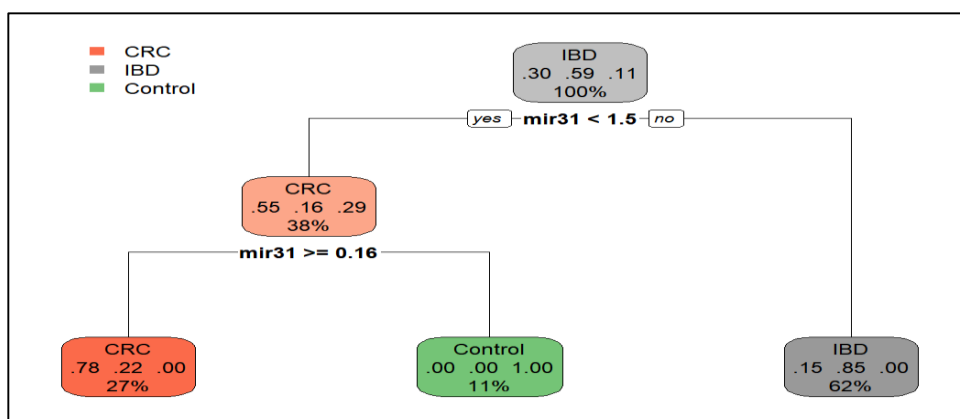 CRC
IBD
Control
IBD
.30 .59 .11
100%
yes mir31 < 1.5 no
CRC
.55 .16 .29
38%
mir31 >= 0.16
CRC
.78 .22 .00
27%
Control
.00 .00 1.00
11%
IBD
.15 .85 .00
62%